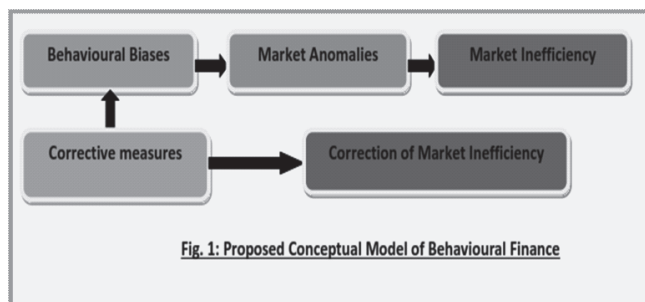 Behavioural Biases
Market Anomalies
Market Inefficiency
Corrective measures
Correction of Market Inefficiency
Fig. 1: Proposed Conceptual Model of Behavioural Finance